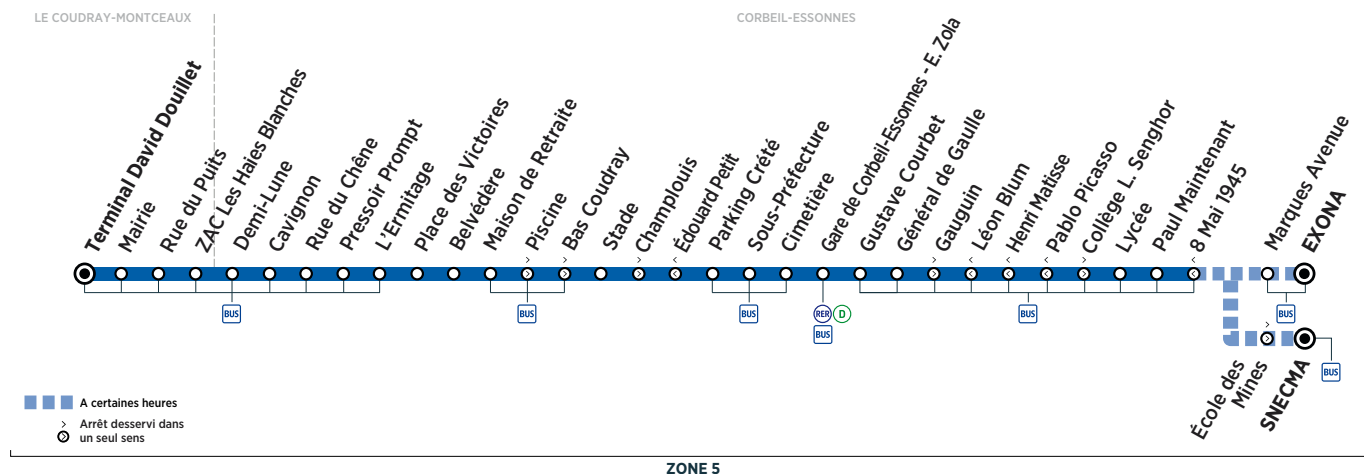 LE COUDRAY-MONTCEAUX
CORBEIL-ESSONNES
Terminal David Douillet
Mairie
Rue du Puits
ZAC Les Haies Blanches
Demi-Lune
Cavignon
Rue du Chêne
Pressoir Prompt
L'Ermitage
Place des Victoires
Belvédère
Maison de Retraite
Piscine
Bas Coudray
Stade
Champlouis
Édouard Petit
Parking Crété
Sous-Préfecture
Cimetière
Gare de Corbeil-Essonnes - E. Zola
Gustave Courbet
Général de Gaulle
Gauguin
Léon Blum
Henri Matisse
Pablo Picasso
Collège L. Senghor
Lycée
Paul Maintenant
8 Mai 1945
Marques Avenue
EXONA
BUS
BUS
BUS
RER D
BUS
BUS
BUS
École des
Mines
SNECMA
BUS
A certaines heures
Arrêt desservi dans
un seul sens
ZONE 5